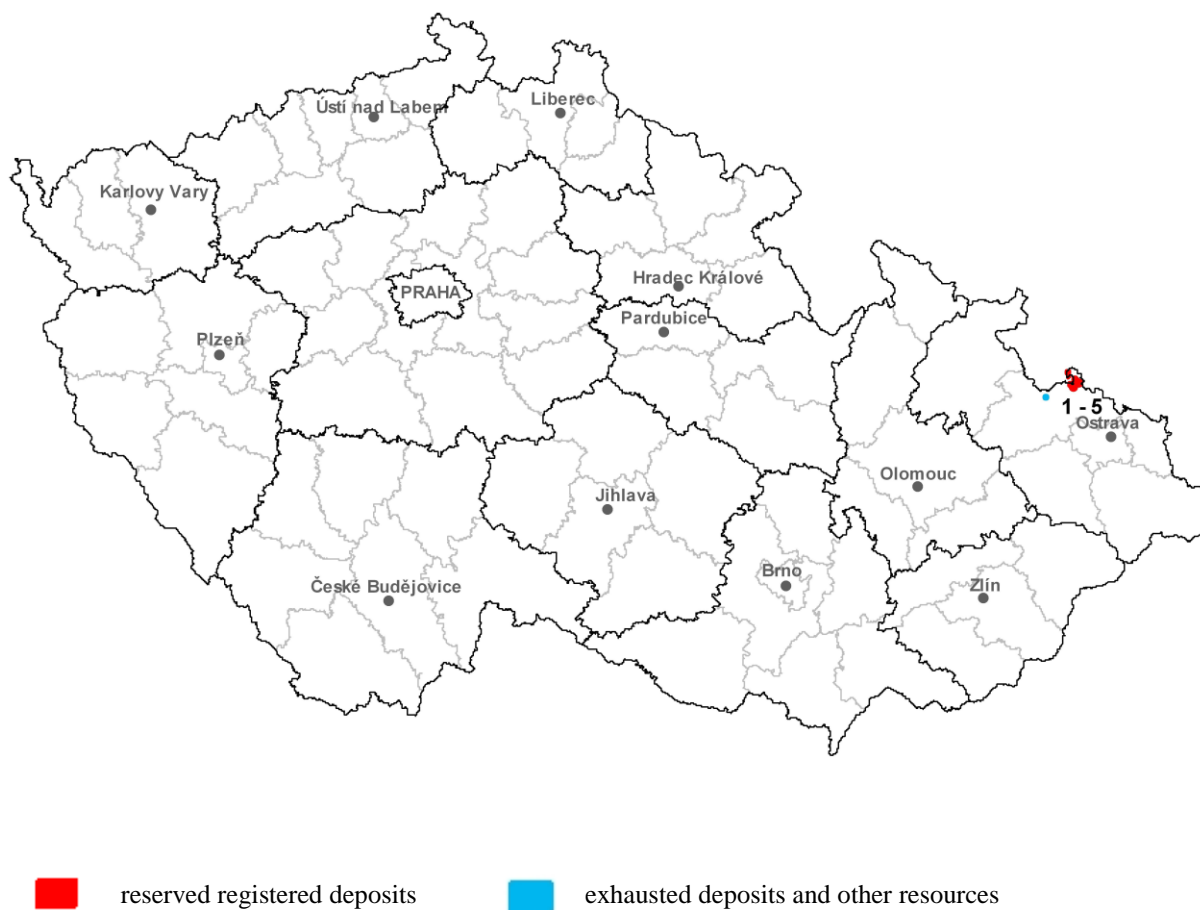 Ústí nad Labem
Liberec
Karlovy Vary
Hradec Králové
PRAHA
Pardubice
Plzeň
1 - 5
Ostrava
Olomouc
Jihlava
Brno
Zlín
České Budějovice
reserved registered deposits
exhausted deposits and other resources